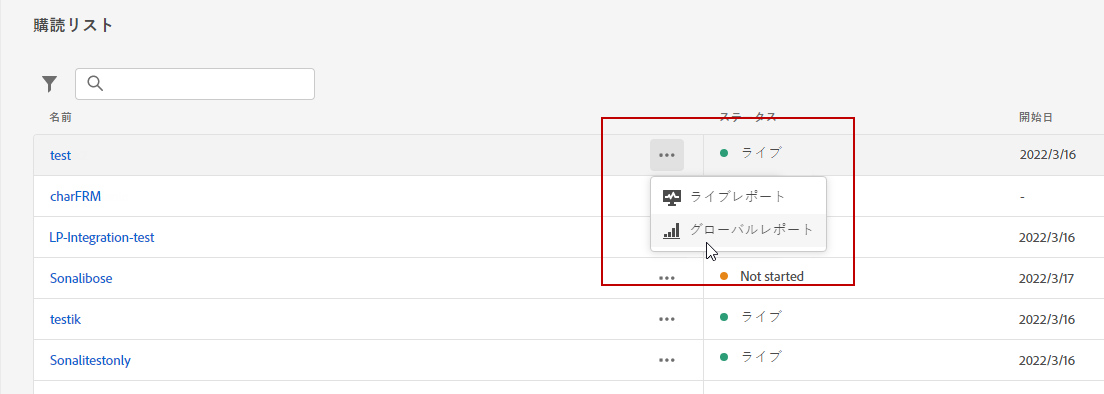 購読リスト
名前 ステータス 開始日
test ライブ 2022/3/16
charFRM ライブレポート -
LP-Integration-test グローバルレポート 2022/3/16
Sonalibose Not started 2022/3/17
testik ライブ 2022/3/16
Sonalitestonly ライブ 2022/3/16